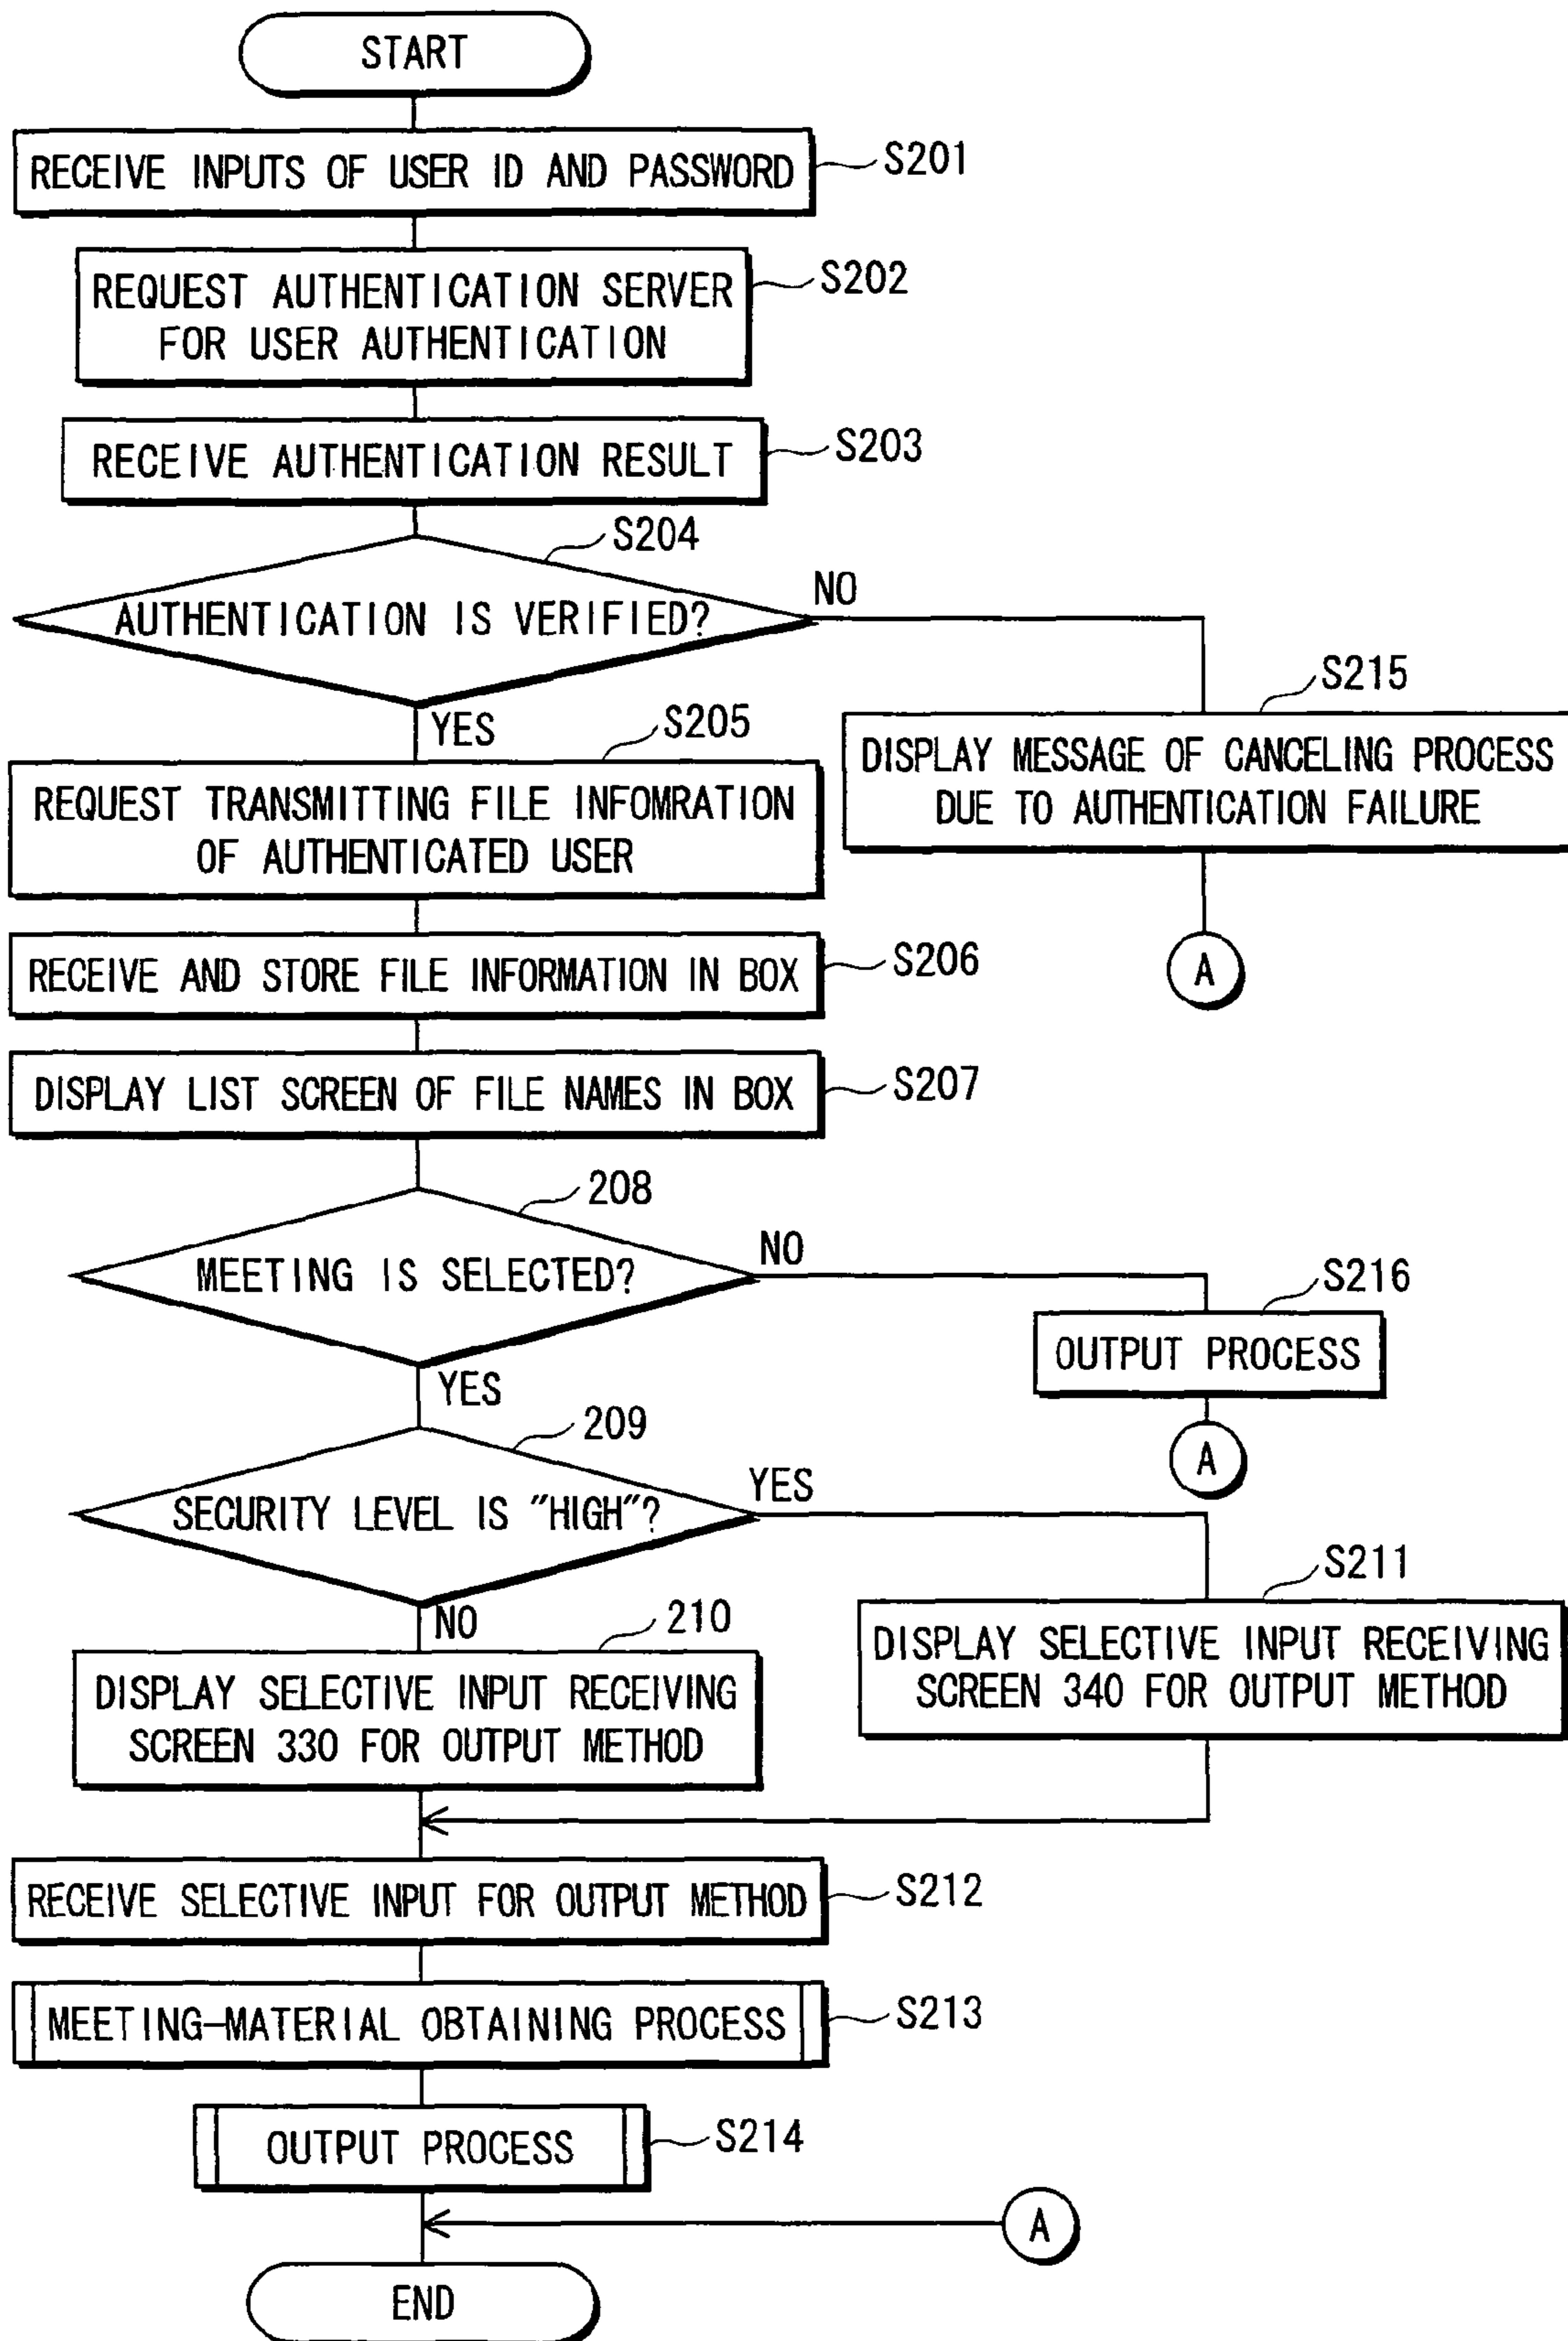 START
RECEIVE INPUTS OF USER ID AND PASSWORD
S201
REQUEST AUTHENTICATION SERVER
FOR USER AUTHENTICATION
S202
RECEIVE AUTHENTICATION RESULT
S203
S204
AUTHENTICATION IS VERIFIED?
NO
YES
S215
DISPLAY MESSAGE OF CANCELING PROCESS
DUE TO AUTHENTICATION FAILURE
A
S205
REQUEST TRANSMITTING FILE INFOMRATION
OF AUTHENTICATED USER
RECEIVE AND STORE FILE INFORMATION IN BOX
S206
DISPLAY LIST SCREEN OF FILE NAMES IN BOX
S207
208
MEETING IS SELECTED?
NO
YES
S216
OUTPUT PROCESS
A
209
SECURITY LEVEL IS "HIGH"?
YES
NO
S211
DISPLAY SELECTIVE INPUT RECEIVING
SCREEN 340 FOR OUTPUT METHOD
210
DISPLAY SELECTIVE INPUT RECEIVING
SCREEN 330 FOR OUTPUT METHOD
RECEIVE SELECTIVE INPUT FOR OUTPUT METHOD
S212
MEETING-MATERIAL OBTAINING PROCESS
S213
OUTPUT PROCESS
S214
A
END